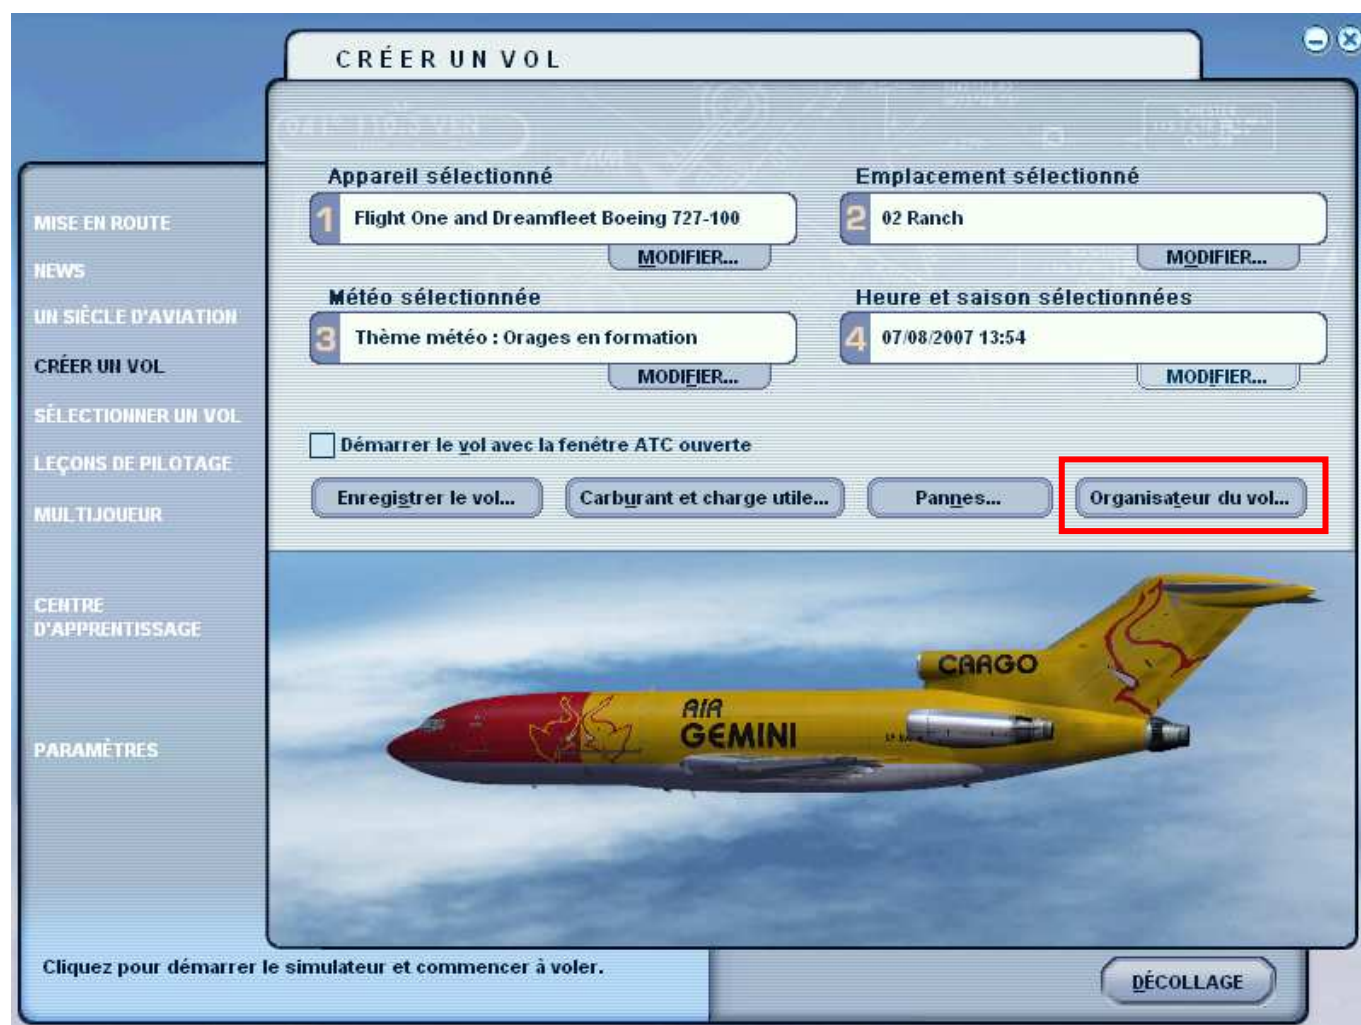 CRÉER UN VOL
Appareil sélectionné
1 Flight One and Dreamfleet Boeing 727-100
MODIFIER...
Emplacement sélectionné
2 02 Ranch
MODIFIER...
Météo sélectionnée
3 Thème météo : Orages en formation
MODIFIER...
Heure et saison sélectionnées
4 07/08/2007 13:54
MODIFIER...
Démarrer le vol avec la fenêtre ATC ouverte
Enregistrer le vol...
Carburant et charge utile...
Pannes...
Organisateur du vol...
MISE EN ROUTE
NEWS
UN SIÈCLE D'AVIATION
CRÉER UN VOL
SÉLECTIONNER UN VOL
LEÇONS DE PILOTAGE
MULTIJOUEUR
CENTRE
D'APPRENTISSAGE
PARAMÈTRES
CARGO
AIR
GEMINI
Cliquez pour démarrer le simulateur et commencer à voler.
DÉCOLLAGE